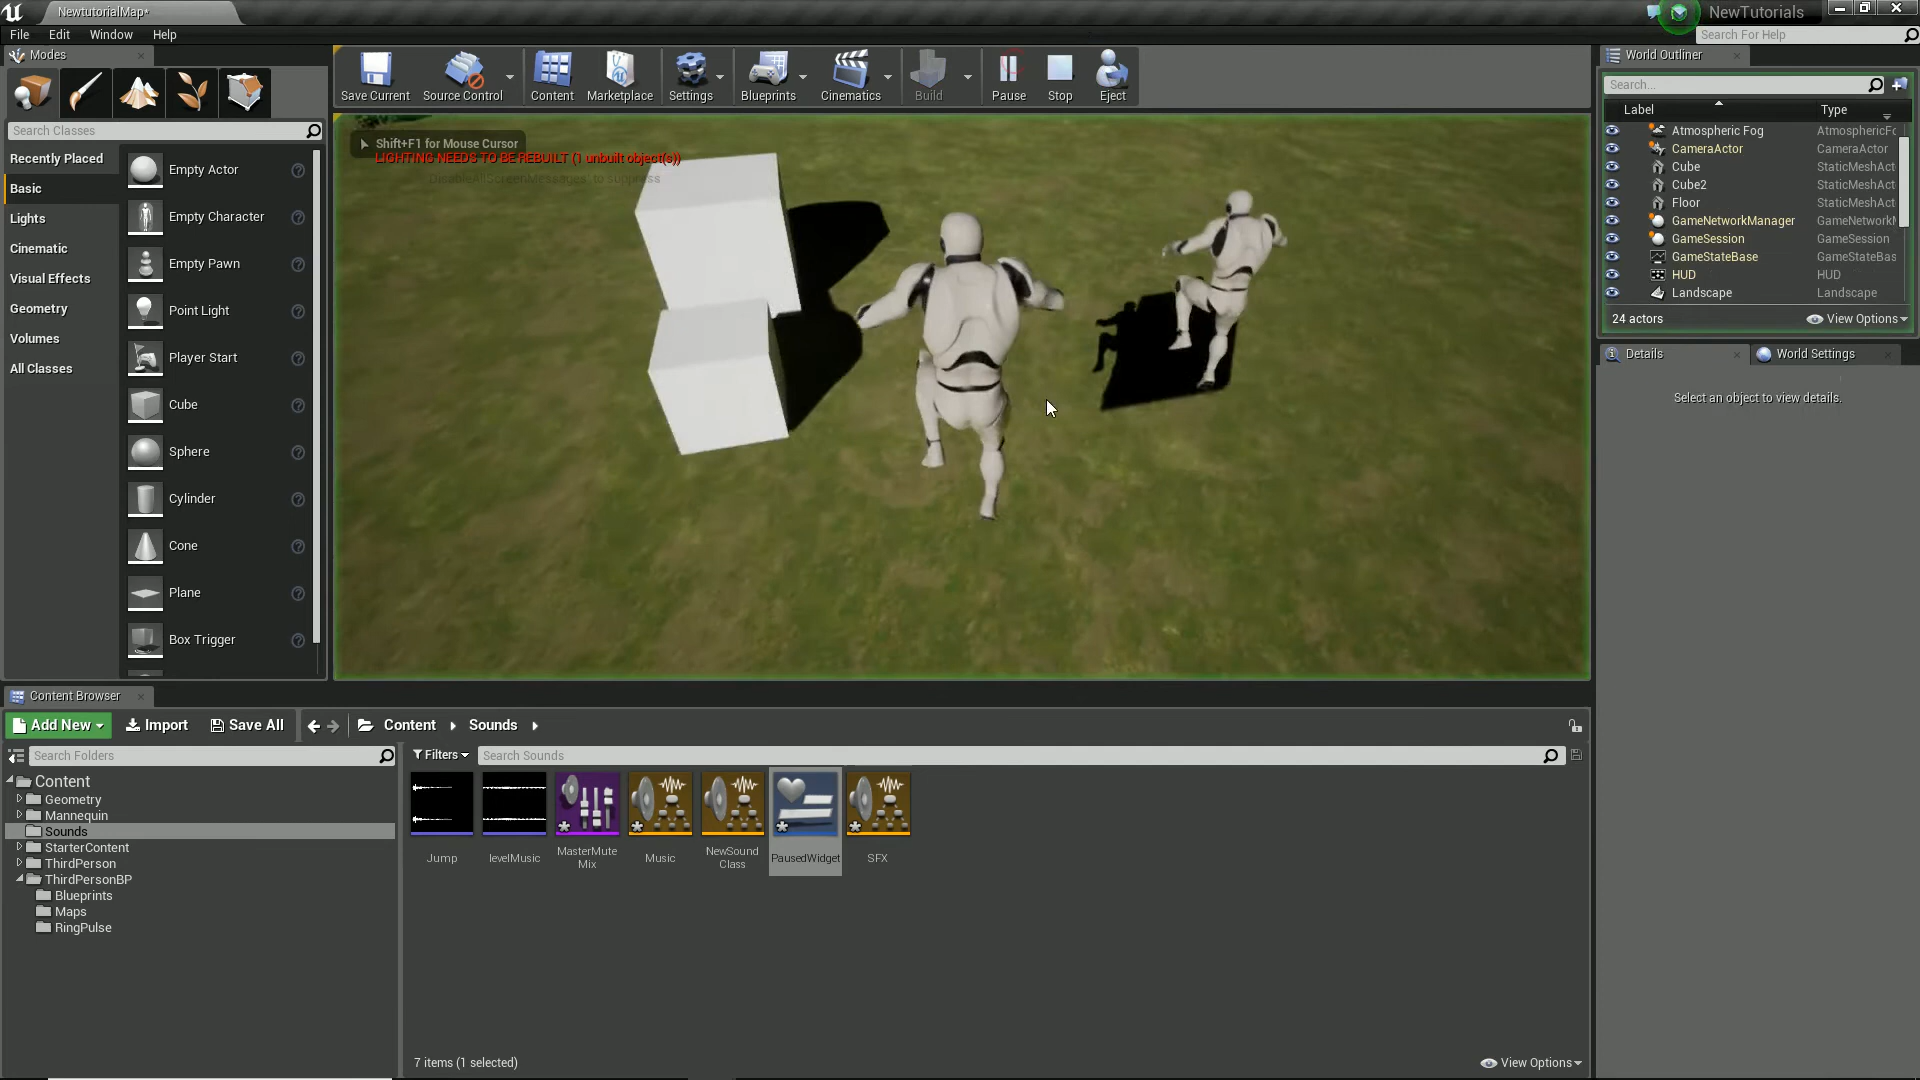 NewtutorialMap*
NewTutorials
File Edit Window Help
Search For Help
Modes
Search Classes
Recently Placed
Basic
Lights
Cinematic
Visual Effects
Geometry
Volumes
All Classes
Empty Actor
Empty Character
Empty Pawn
Point Light
Player Start
Cube
Sphere
Cylinder
Cone
Plane
Box Trigger
Save Current
Source Control
Content
Marketplace
Settings
Blueprints
Cinematics
Build
Pause
Stop
Eject
Shift+F1 for Mouse Cursor
LIGHTING NEEDS TO BE REBUILT (1 unbuilt object(s))
'DisableAllScreenMessages' to suppress
World Outliner
Search...
Label Type
Atmospheric Fog AtmosphericFo
CameraActor CameraActor
Cube StaticMeshAct
Cube2 StaticMeshAct
Floor StaticMeshAct
GameNetworkManager GameNetworkM
GameSession GameSession
GameStateBase GameStateBas
HUD HUD
Landscape Landscape
24 actors View Options
Details
World Settings
Select an object to view details.
Content Browser
Add New Import Save All Content Sounds
Search Folders
Filters Search Sounds
Content
Geometry
Mannequin
Sounds
StarterContent
ThirdPerson
ThirdPersonBP
Blueprints
Maps
RingPulse
Jump
levelMusic
MasterMute
Mix
Music
NewSound
Class
PausedWidget
SFX
7 items (1 selected)
View Options